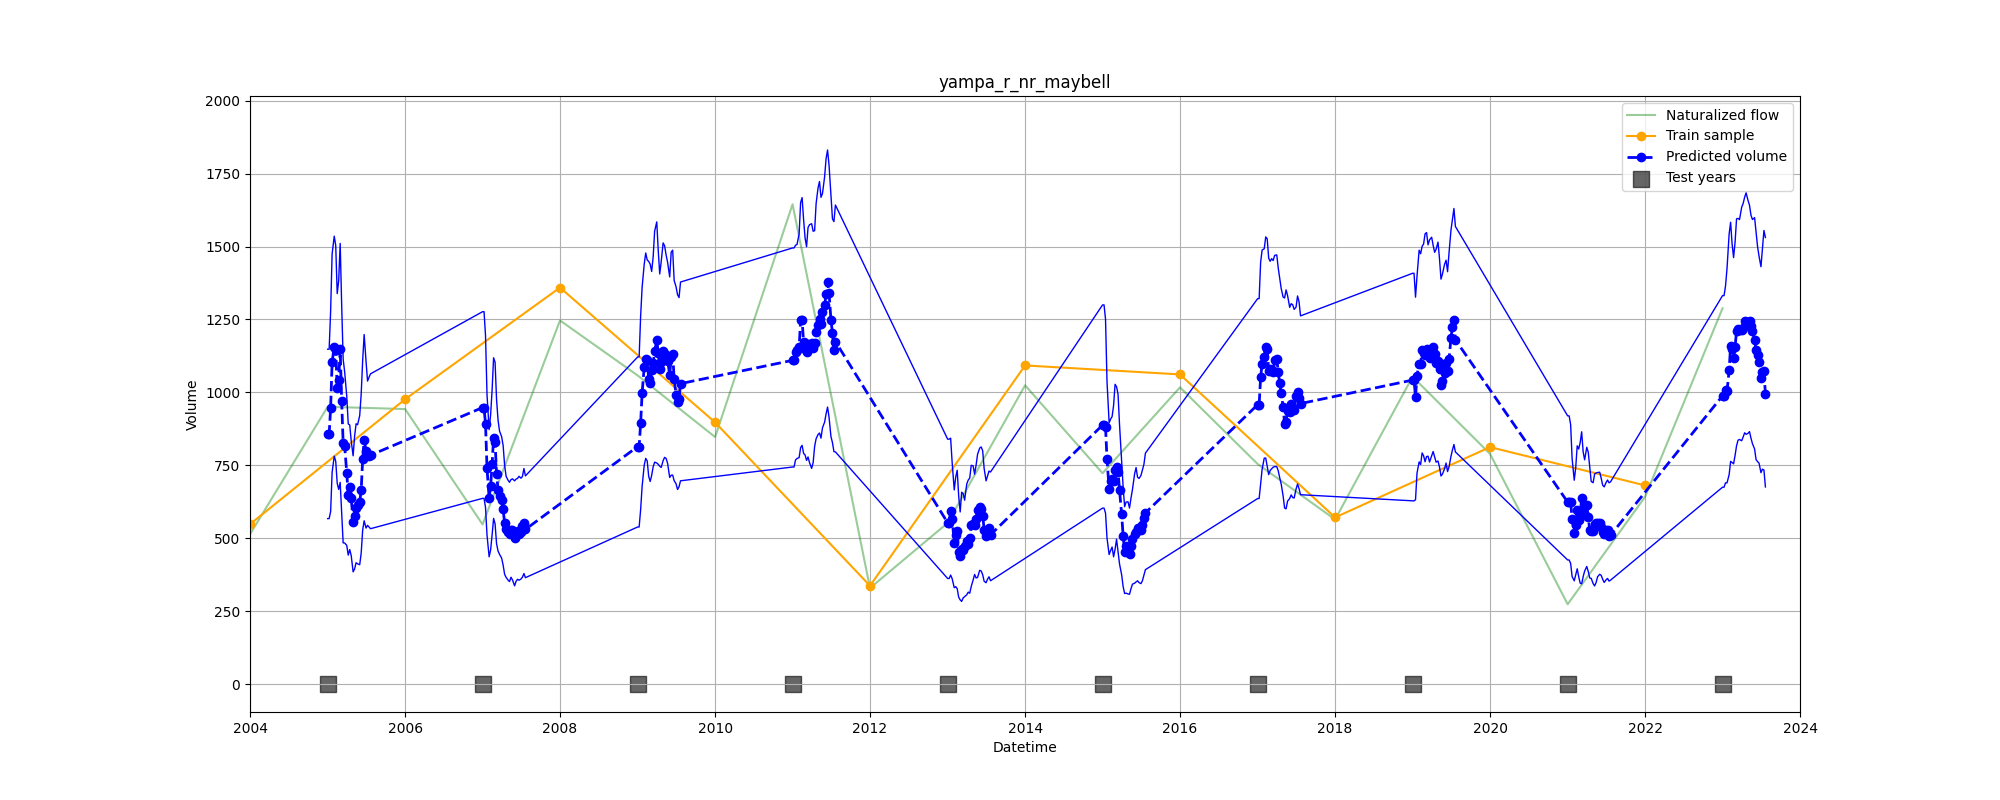 yampa_r_nr_maybell
Volume
2000
1750
1500
1250
1000
750
500
250
0
Naturalized flow
Train sample
Predicted volume
Test years
2004 2006 2008 2010 2012 2014 2016 2018 2020 2022 2024
Datetime